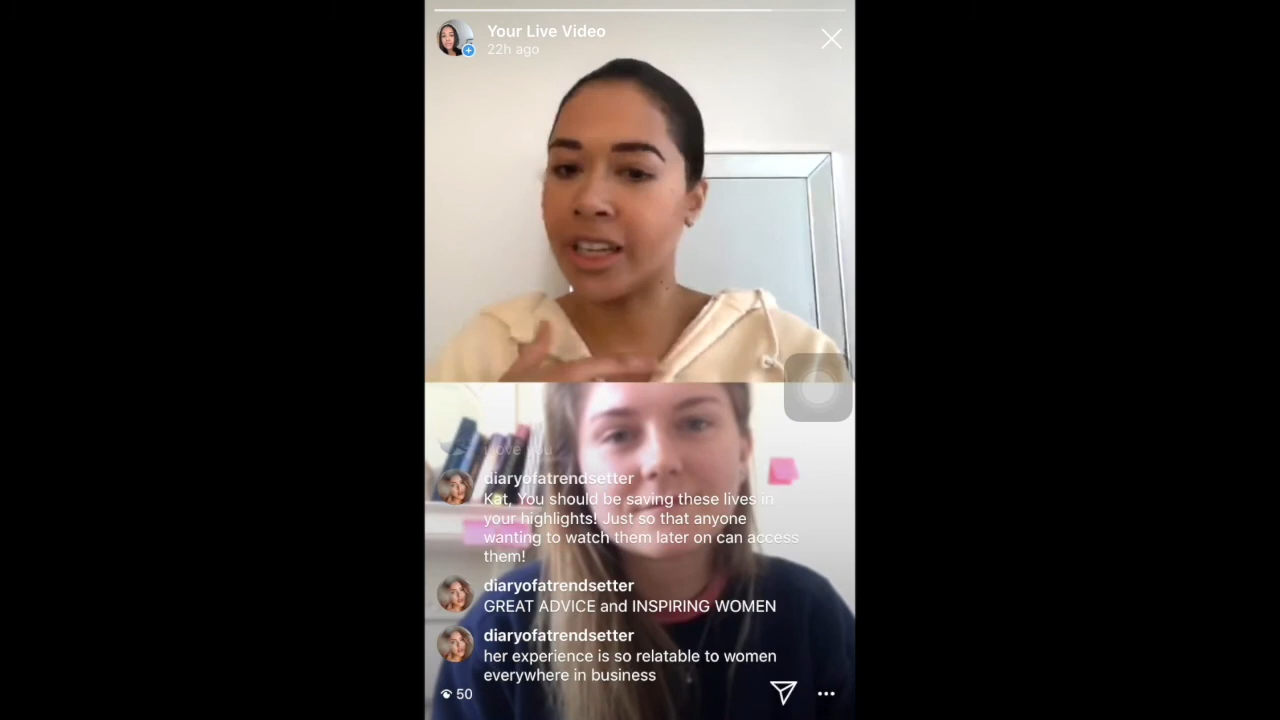 Your Live Video
22h ago
I love you
diaryofatrendsetter
Kat, You should be saving these lives in
your highlights! Just so that anyone
wanting to watch them later on can access
them!
diaryofatrendsetter
GREAT ADVICE and INSPIRING WOMEN
diaryofatrendsetter
her experience is so relatable to women
everywhere in business
50